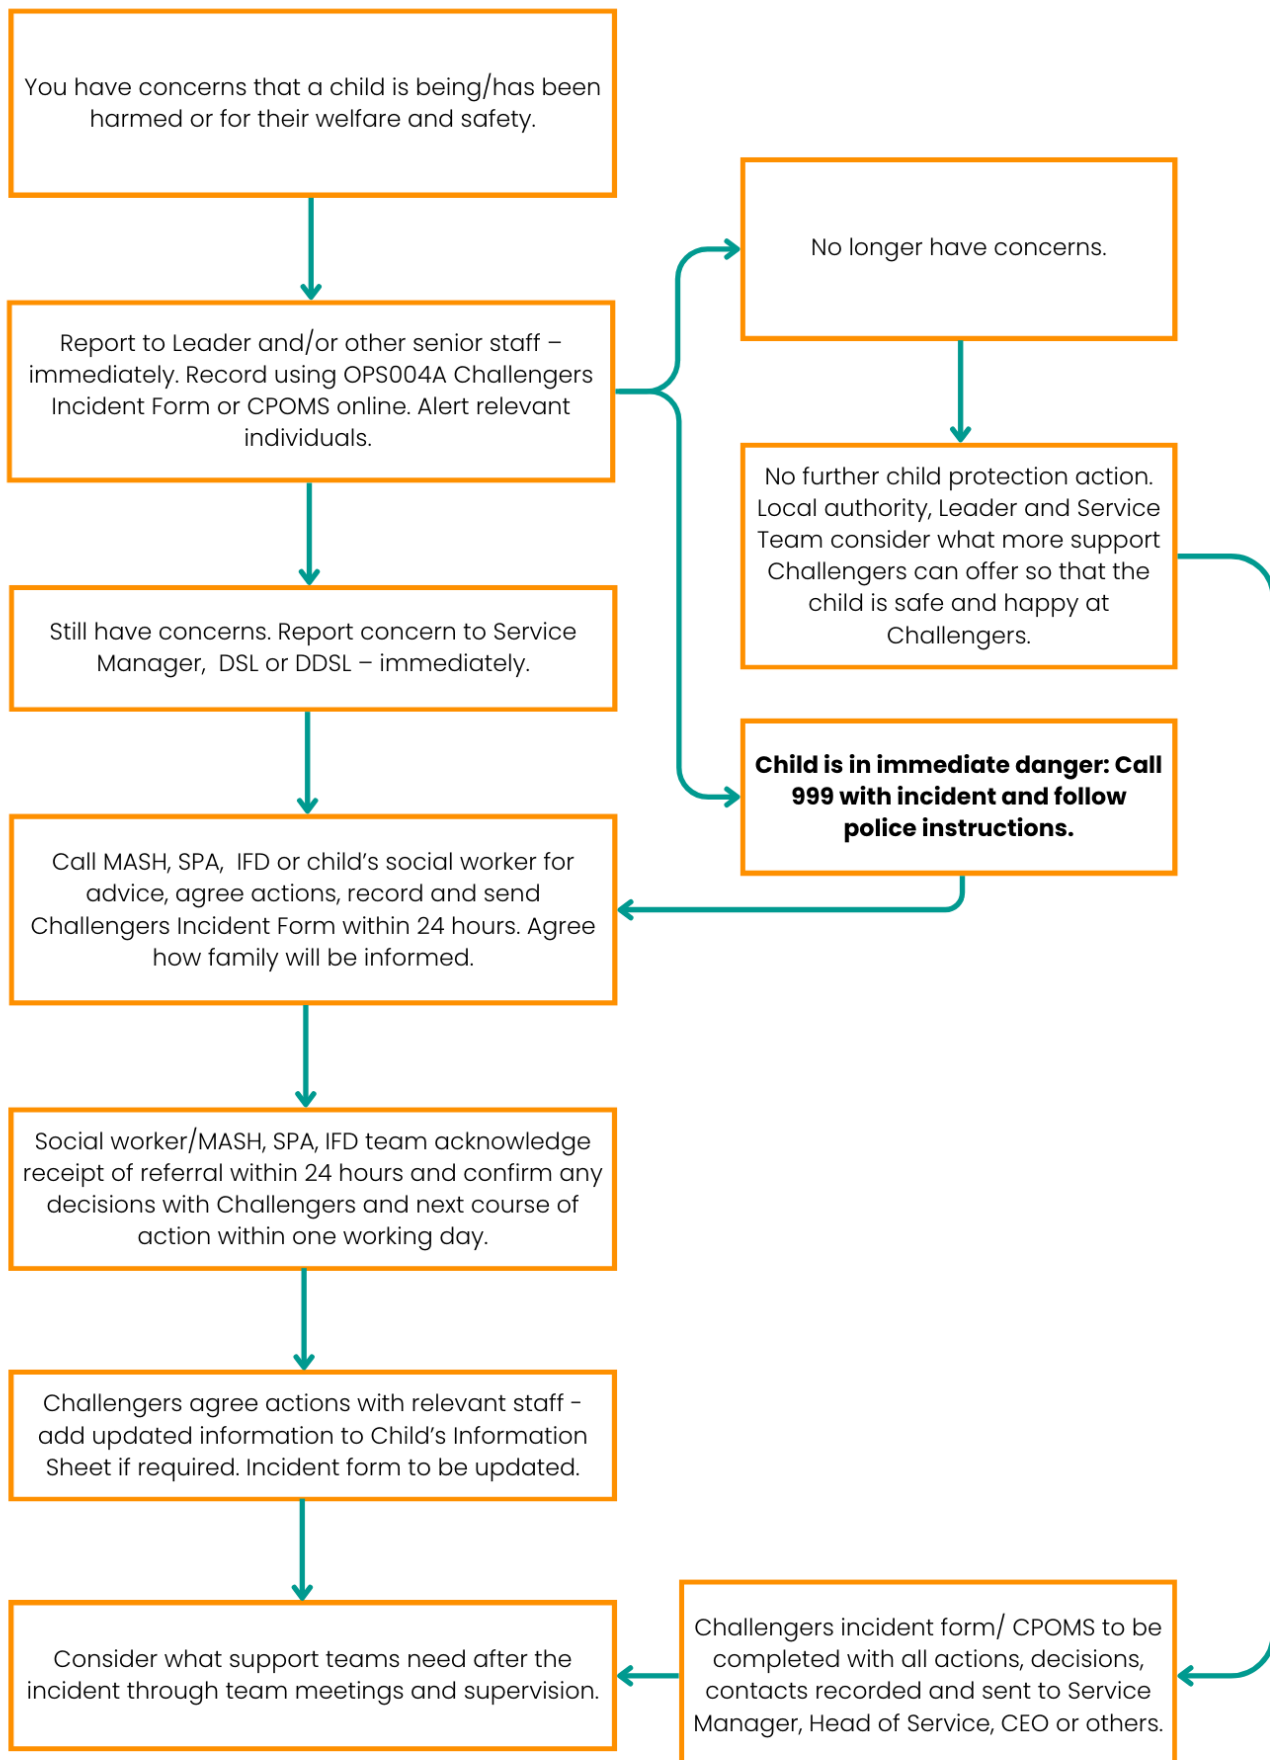 You have concerns that a child is being/has been
harmed or for their welfare and safety.
No longer have concerns.
Report to Leader and/or other senior staff –
immediately. Record using OPS004A Challengers
Incident Form or CPOMS online. Alert relevant
individuals.
No further child protection action.
Local authority, Leader and Service
Team consider what more support
Challengers can offer so that the
child is safe and happy at
Challengers.
Still have concerns. Report concern to Service
Manager,  DSL or DDSL – immediately.
Child is in immediate danger: Call
999 with incident and follow
police instructions.
Call MASH, SPA,  IFD or child’s social worker for
advice, agree actions, record and send
Challengers Incident Form within 24 hours. Agree
how family will be informed.
Social worker/MASH, SPA, IFD team acknowledge
receipt of referral within 24 hours and confirm any
decisions with Challengers and next course of
action within one working day.
Challengers agree actions with relevant staff -
add updated information to Child’s Information
Sheet if required. Incident form to be updated.
Consider what support teams need after the
incident through team meetings and supervision.
Challengers incident form/ CPOMS to be
completed with all actions, decisions,
contacts recorded and sent to Service
Manager, Head of Service, CEO or others.